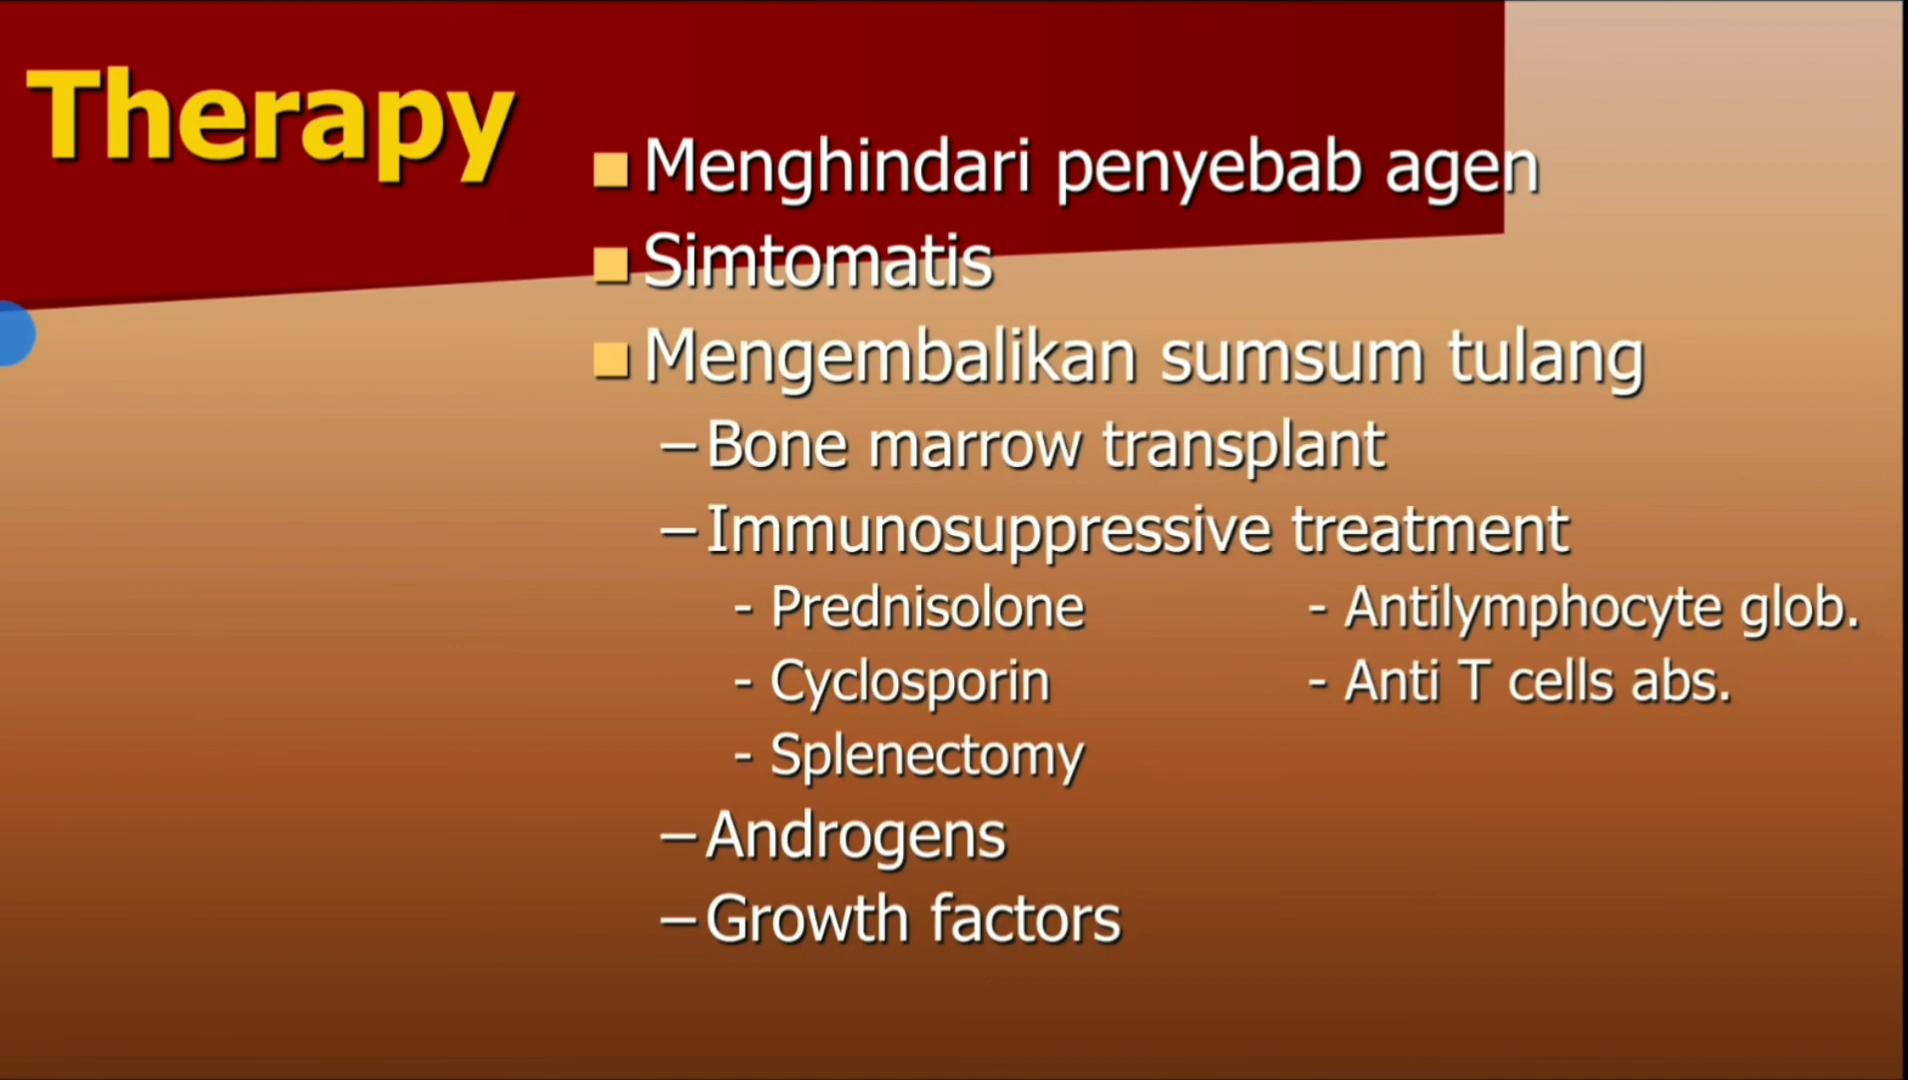 Therapy
Menghindari penyebab agen
Simtomatis
Mengembalikan sumsum tulang
–Bone marrow transplant
–Immunosuppressive treatment
- Prednisolone - Antilymphocyte glob.
- Cyclosporin - Anti T cells abs.
- Splenectomy
–Androgens
–Growth factors